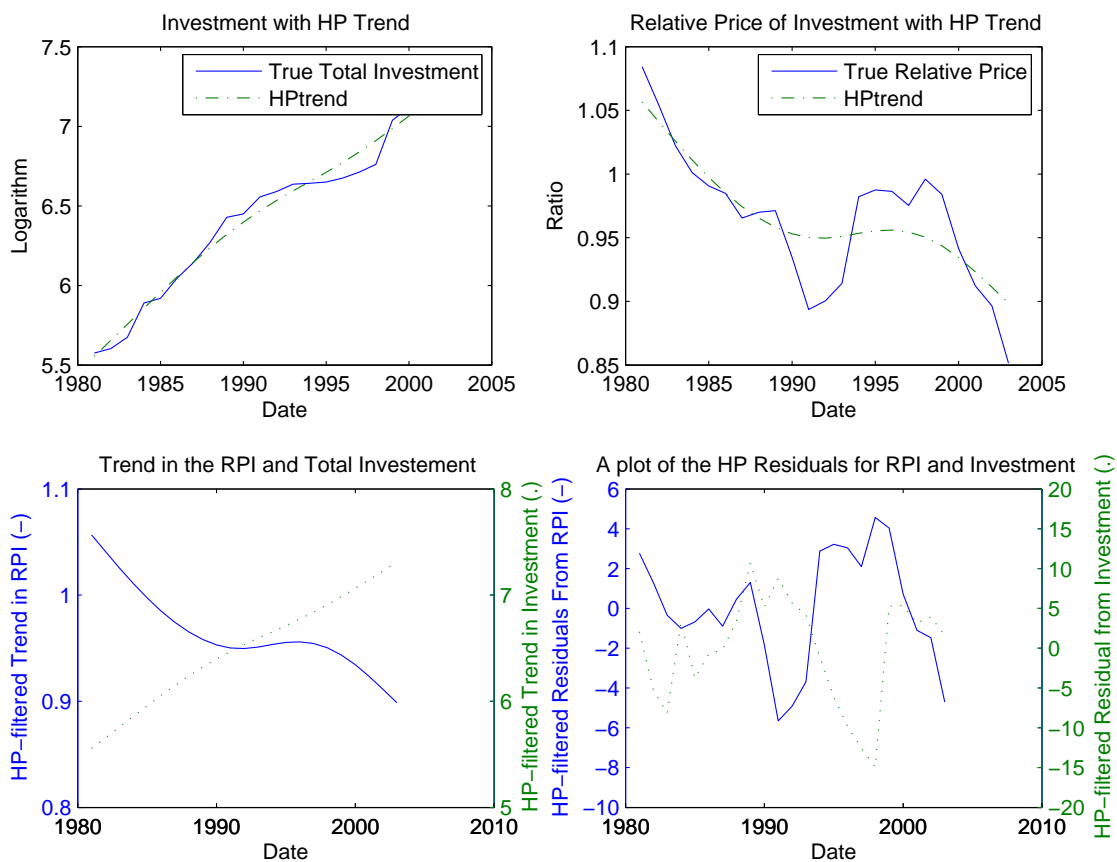 Investment with HP Trend
7.5
7
6.5
6
5.5
Logarithm
True Total Investment
HPtrend
1980 1985 1990 1995 2000 2005
Date
Relative Price of Investment with HP Trend
1.1
1.05
1
0.95
0.9
0.85
Ratio
True Relative Price
HPtrend
1980 1985 1990 1995 2000 2005
Date
Trend in the RPI and Total Investement
1.1
1
0.9
0.8
HP−filtered Trend in RPI (−)
8
7
6
5
HP−filtered Trend in Investment (.)
1980 1990 2000 2010
Date
A plot of the HP Residuals for RPI and Investment
6
4
2
0
−2
−4
−6
−8
−10
HP−filtered Residuals From RPI (−)
20
15
10
5
0
−5
−10
−15
−20
HP−filtered Residual from Investment (.)
1980 1990 2000 2010
Date